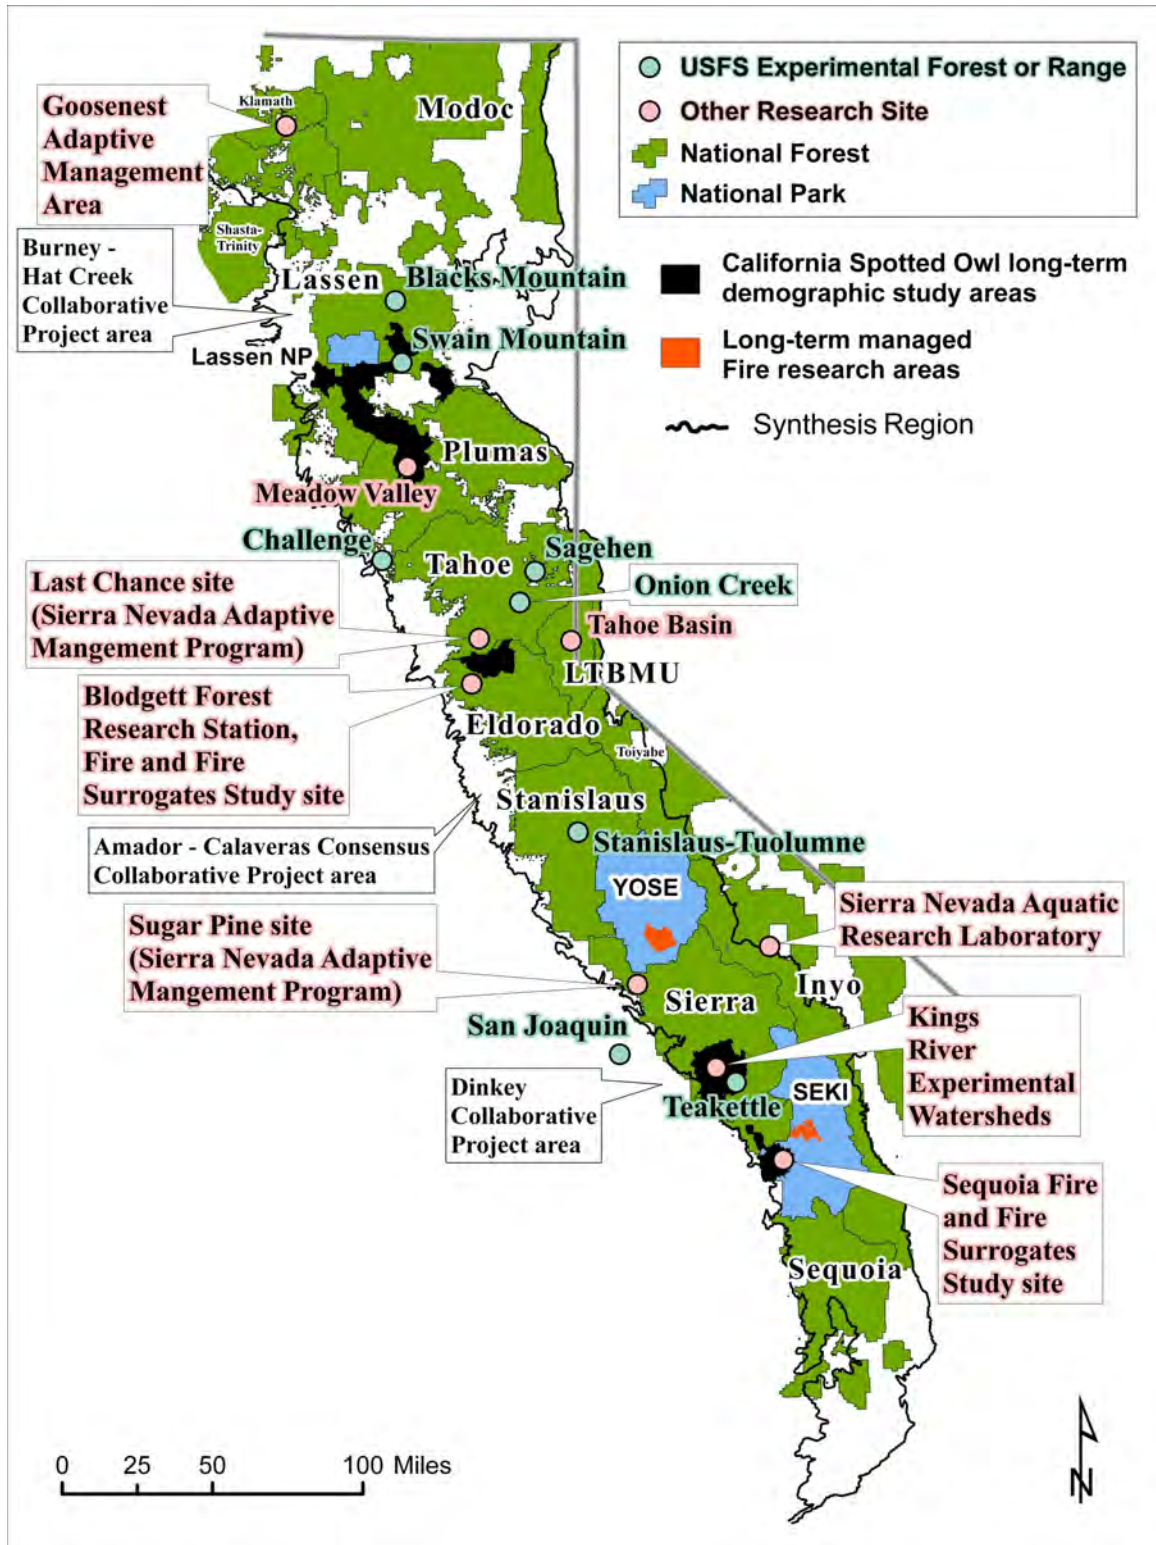 USFS Experimental Forest or Range
Other Research Site
National Forest
National Park
California Spotted Owl long-term
demographic study areas
Long-term managed
Fire research areas
Synthesis Region
Goosenest
Adaptive
Management
Area
Klamath
Modoc
Shasta-
Trinity
Burney -
Hat Creek
Collaborative
Project area
Lassen
Blacks Mountain
Lassen NP
Swain Mountain
Plumas
Meadow Valley
Challenge
Tahoe
Sagehen
Onion Creek
Last Chance site
(Sierra Nevada Adaptive
Mangement Program)
Tahoe Basin
LTBMU
Blodgett Forest
Research Station,
Fire and Fire
Surrogates Study site
Eldorado
Toiyabe
Stanislaus
Amador - Calaveras Consensus
Collaborative Project area
Stanislaus-Tuolumne
YOSE
Sierra Nevada Aquatic
Research Laboratory
Sugar Pine site
(Sierra Nevada Adaptive
Mangement Program)
Inyo
Sierra
San Joaquin
Kings
River
Experimental
Watersheds
Dinkey
Collaborative
Project area
Teakettle
SEKI
Sequoia Fire
and Fire
Surrogates
Study site
Sequoia
0 25 50 100 Miles
N